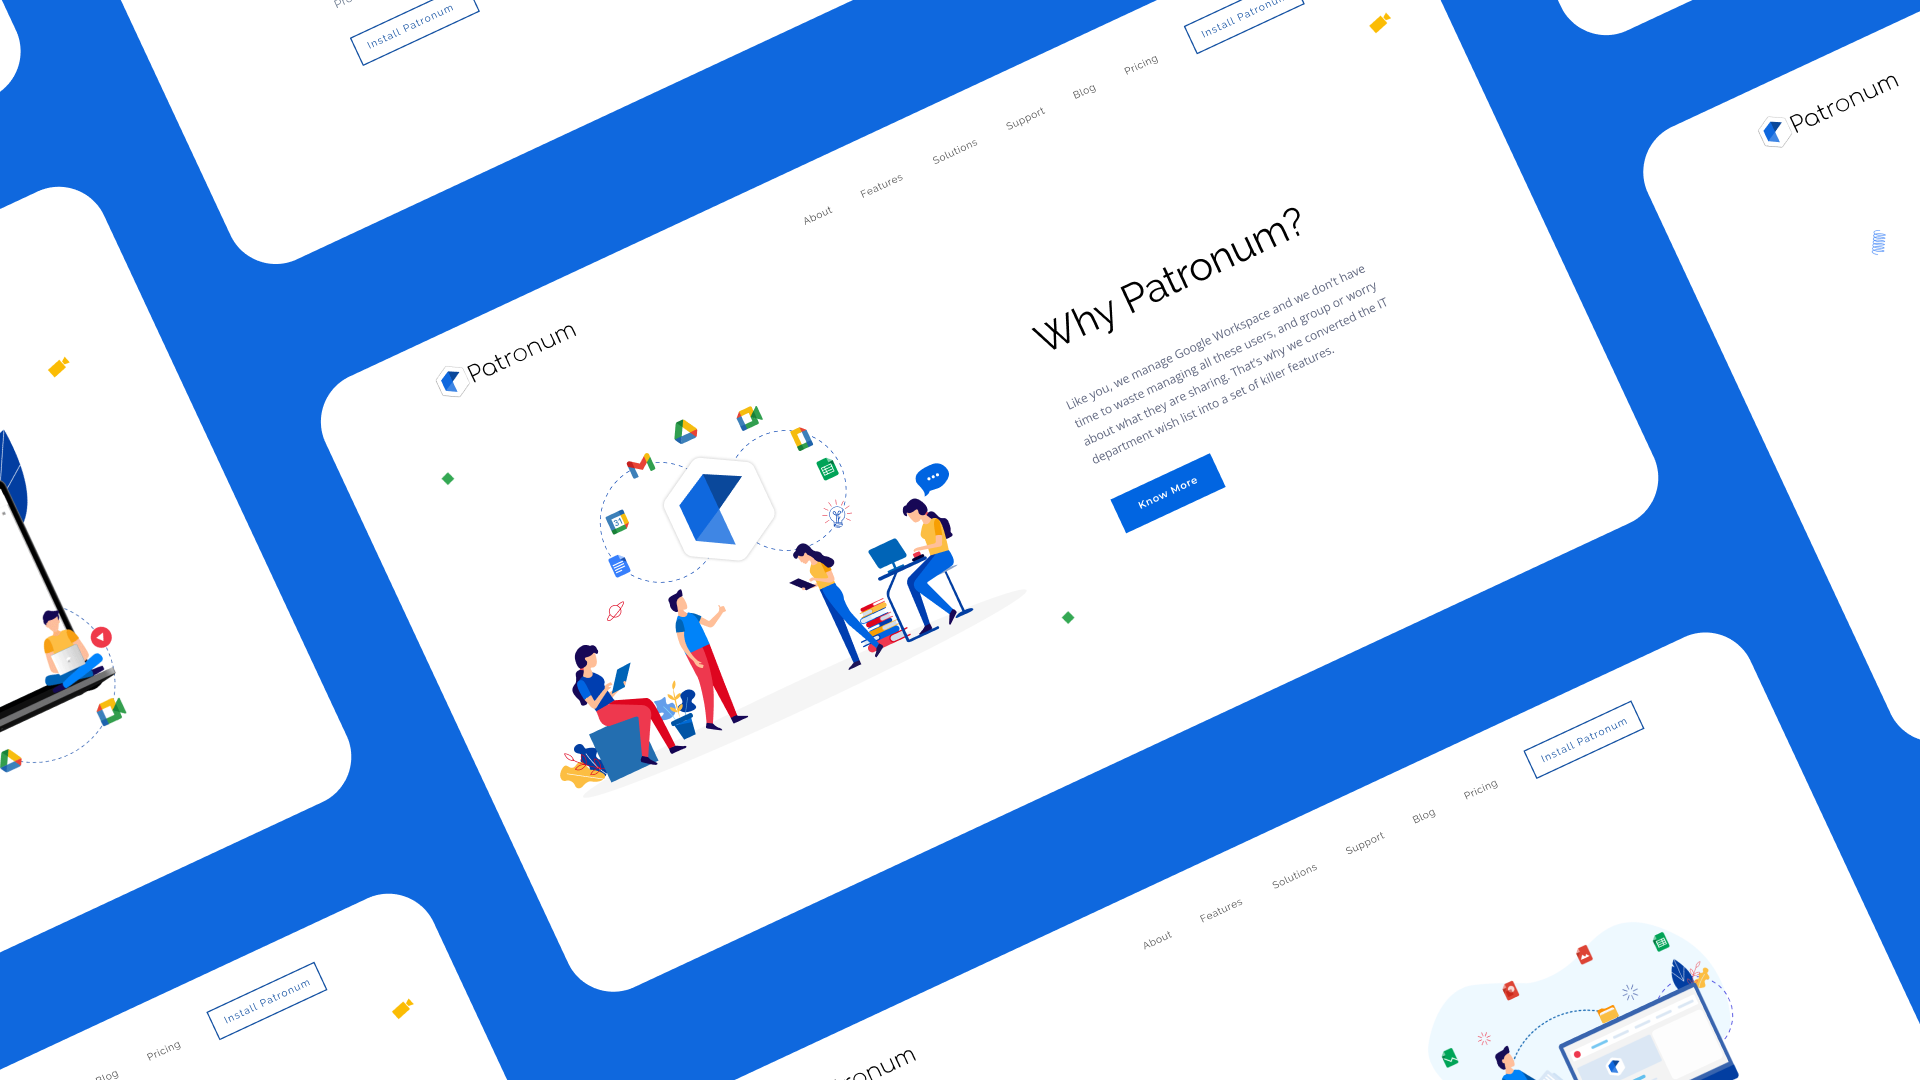 Install Patronum
Install Patronum
Pricing
Blog
Support
Solutions
Features
About
Patronum
Why Patronum?
Like you, we manage Google Workspace and we don't have
time to waste managing all these users, and group or worry
about what they are sharing. That's why we converted the IT
department wish list into a set of killer features.
Know More
31
Patronum
Install Patronum
Pricing
Blog
Support
Solutions
Features
About
Install Patronum
Pricing
Blog